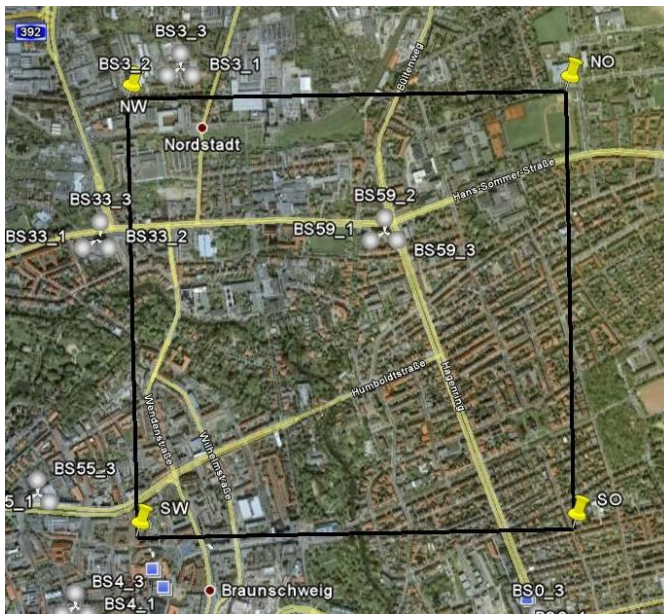 392
BS3_3
BS3_2
BS3_1
NW
NO
Bültenweg
Nordstadt
Hans-Sommer-Straße
BS33_3
BS59_2
BS33_1
BS33_2
BS59_1
BS59_3
Humboldtstraße
Hagenring
Wendenstraße
Wilhelmstraße
BS55_3
5_1
SW
SO
BS4_3
BS4_1
Braunschweig
BS0_3